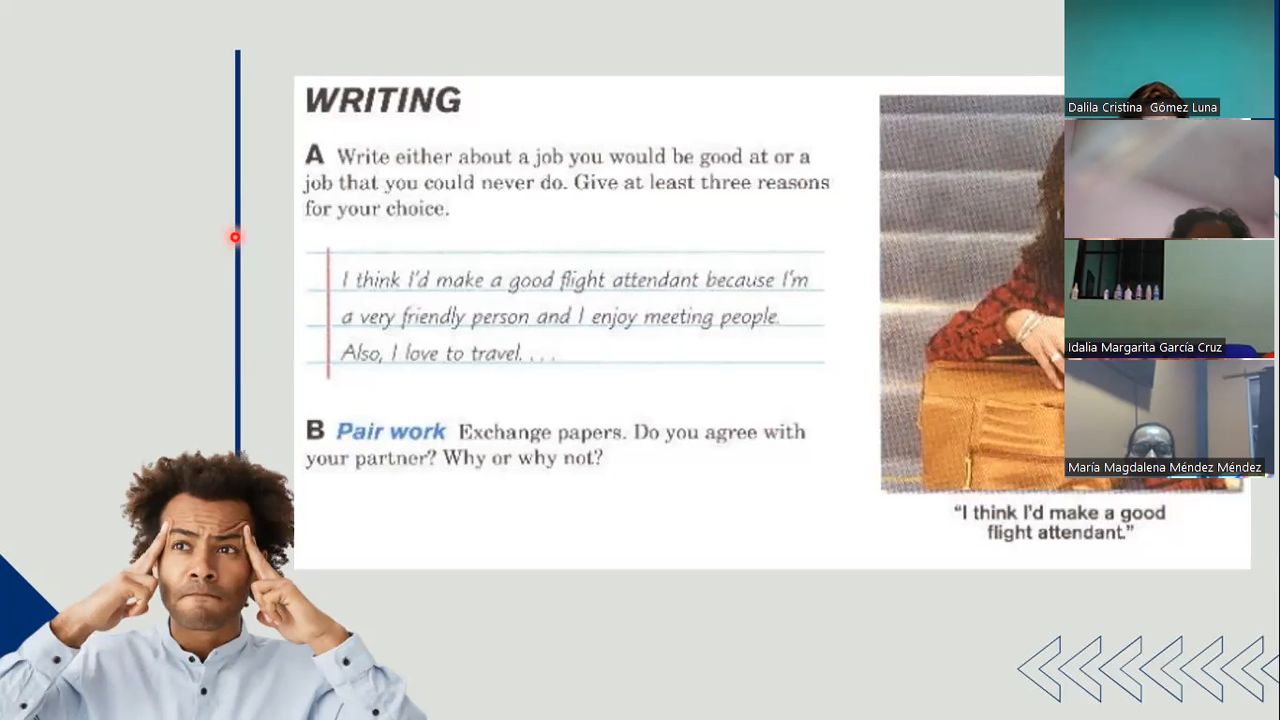 WRITING
A Write either about a job you would be good at or a
job that you could never do. Give at least three reasons
for your choice.
I think I'd make a good flight attendant because I'm
a very friendly person and I enjoy meeting people.
Also, I love to travel. . . .
B Pair work Exchange papers. Do you agree with
your partner? Why or why not?
"I think I'd make a good
flight attendant."
Dalila Cristina Gómez Luna
Idalia Margarita García Cruz
María Magdalena Méndez Méndez